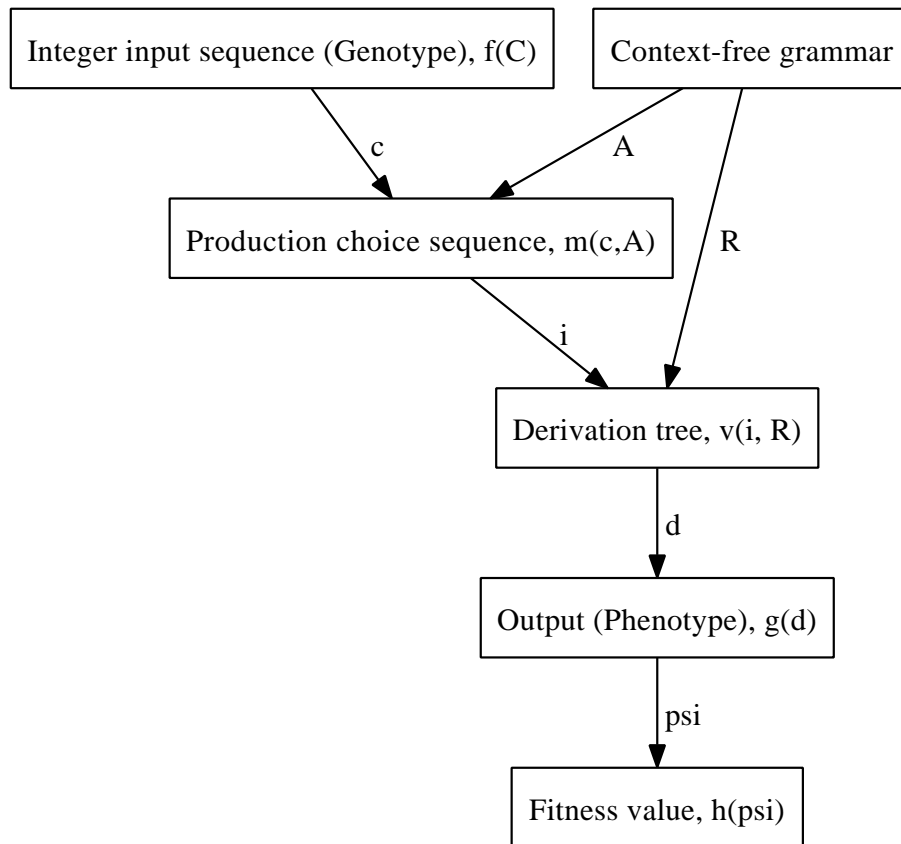 Integer input sequence (Genotype), f(C)
Context-free grammar
c
A
Production choice sequence, m(c,A)
R
i
Derivation tree, v(i, R)
d
Output (Phenotype), g(d)
psi
Fitness value, h(psi)